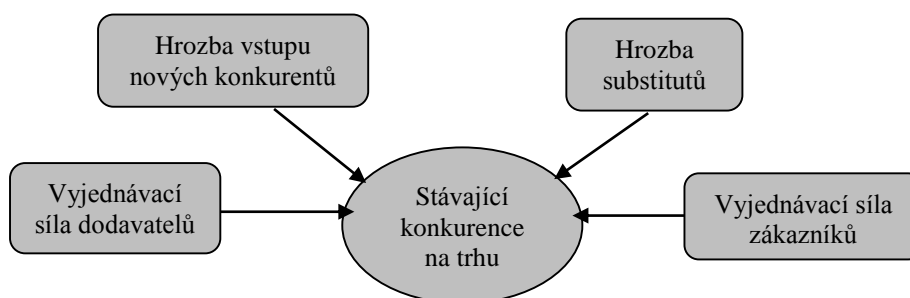 Hrozba vstupu
nových konkurentů
Hrozba
substitutů
Vyjednávací
síla dodavatelů
Stávající
konkurence
na trhu
Vyjednávací síla
zákazníků